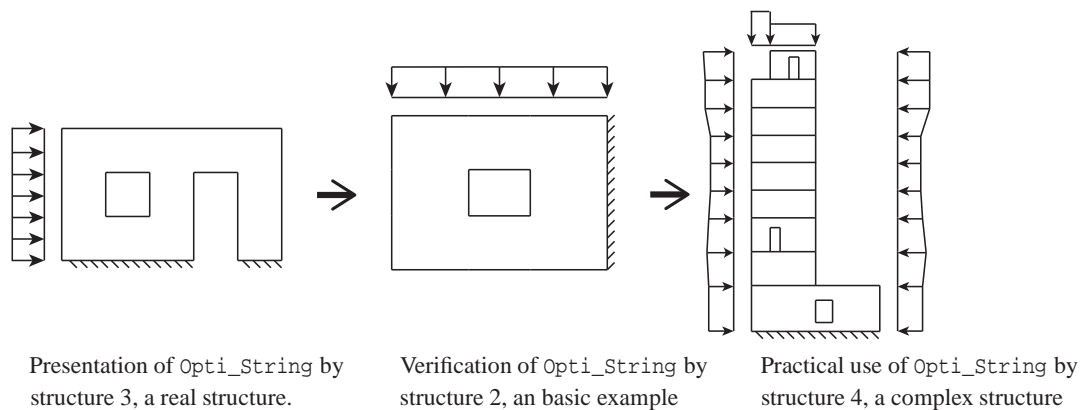 Presentation of Opti_String by
structure 3, a real structure.
Verification of Opti_String by
structure 2, an basic example
Practical use of Opti_String by
structure 4, a complex structure